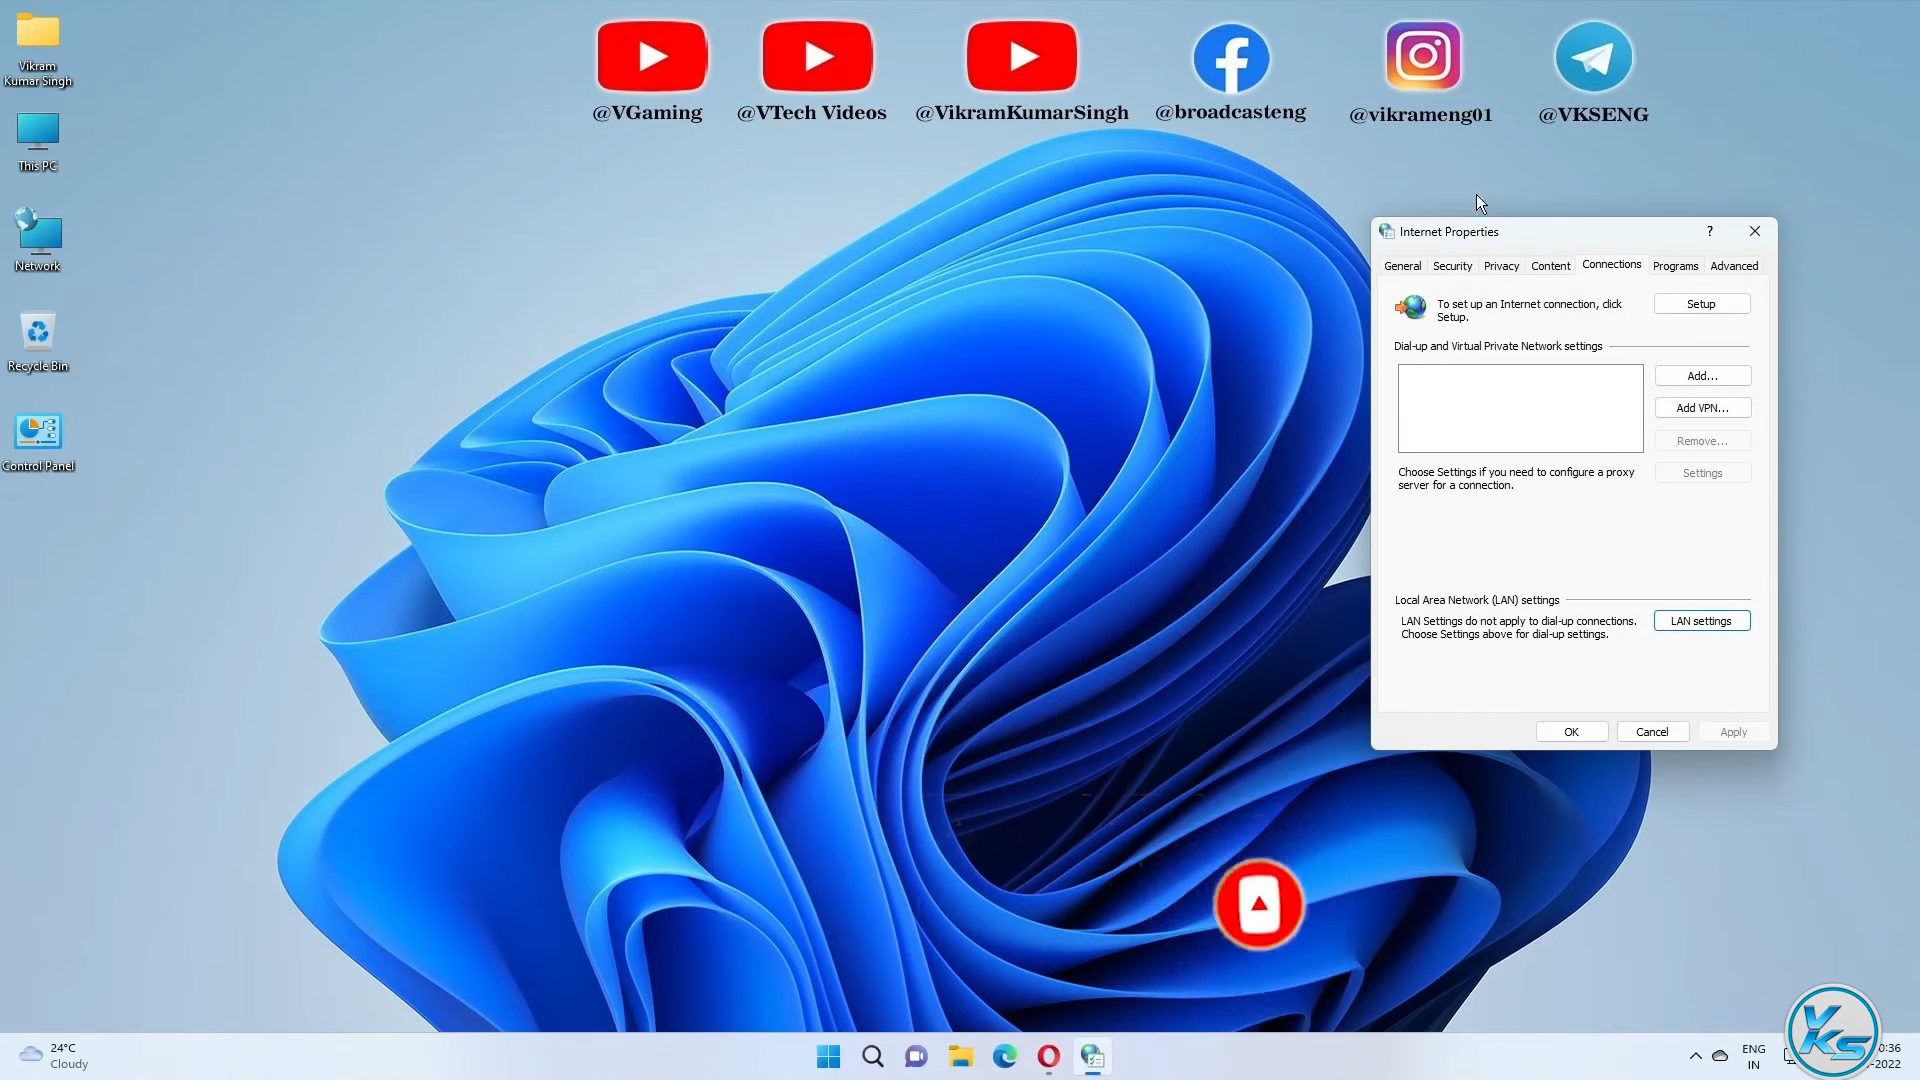 Vikram
Kumar Singh
This PC
Network
Recycle Bin
Control Panel
@VGaming
@VTech Videos
@VikramKumarSingh
@broadcasteng
@vikrameng01
@VKSENG
Internet Properties
?
General
Security
Privacy
Content
Connections
Programs
Advanced
To set up an Internet connection, click
Setup.
Setup
Dial-up and Virtual Private Network settings
Add...
Add VPN...
Remove...
Choose Settings if you need to configure a proxy
server for a connection.
Settings
Local Area Network (LAN) settings
LAN Settings do not apply to dial-up connections.
Choose Settings above for dial-up settings.
LAN settings
OK
Cancel
Apply
24°C
Cloudy
ENG
IN
0:36
-2022
VKS